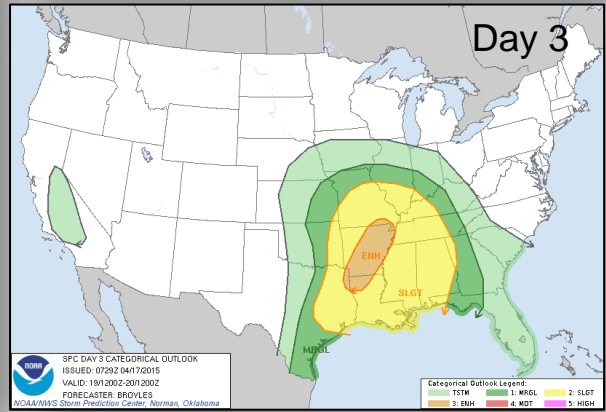 Day 3
ENH
SLGT
MRGL
NOAA
SPC DAY 3 CATEGORICAL OUTLOOK
ISSUED: 0729Z 04/17/2015
VALID: 19/1200Z-20/1200Z
FORECASTER: BROYLES
NOAA/NWS Storm Prediction Center, Norman, Oklahoma
Categorical Outlook Legend:
TSTM 1: MRGL 2: SLGT
3: ENH 4: MDT 5: HIGH